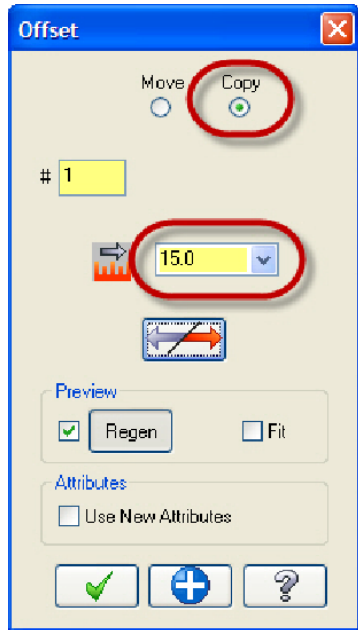 Offset
Move Copy
# 1
15.0
Preview
Regen Fit
Attributes
Use New Attributes